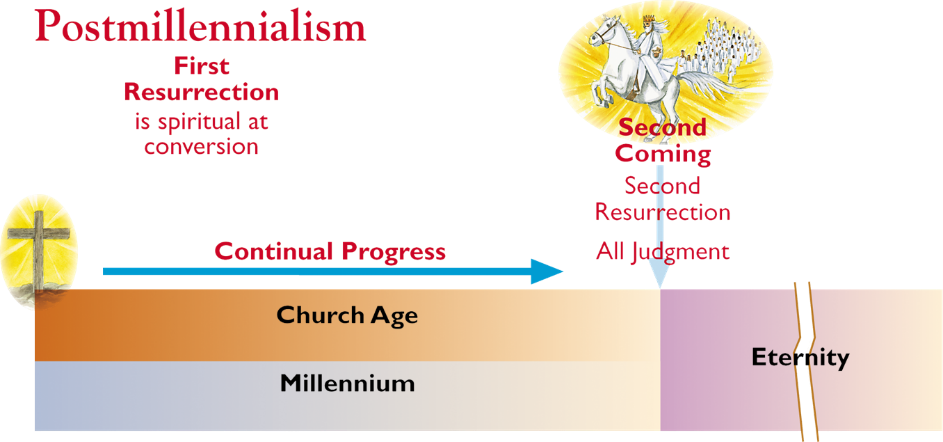 Postmillennialism
First
Resurrection
is spiritual at
conversion
Second
Coming
Second
Resurrection
All Judgment
Continual Progress
Church Age
Millennium
Eternity